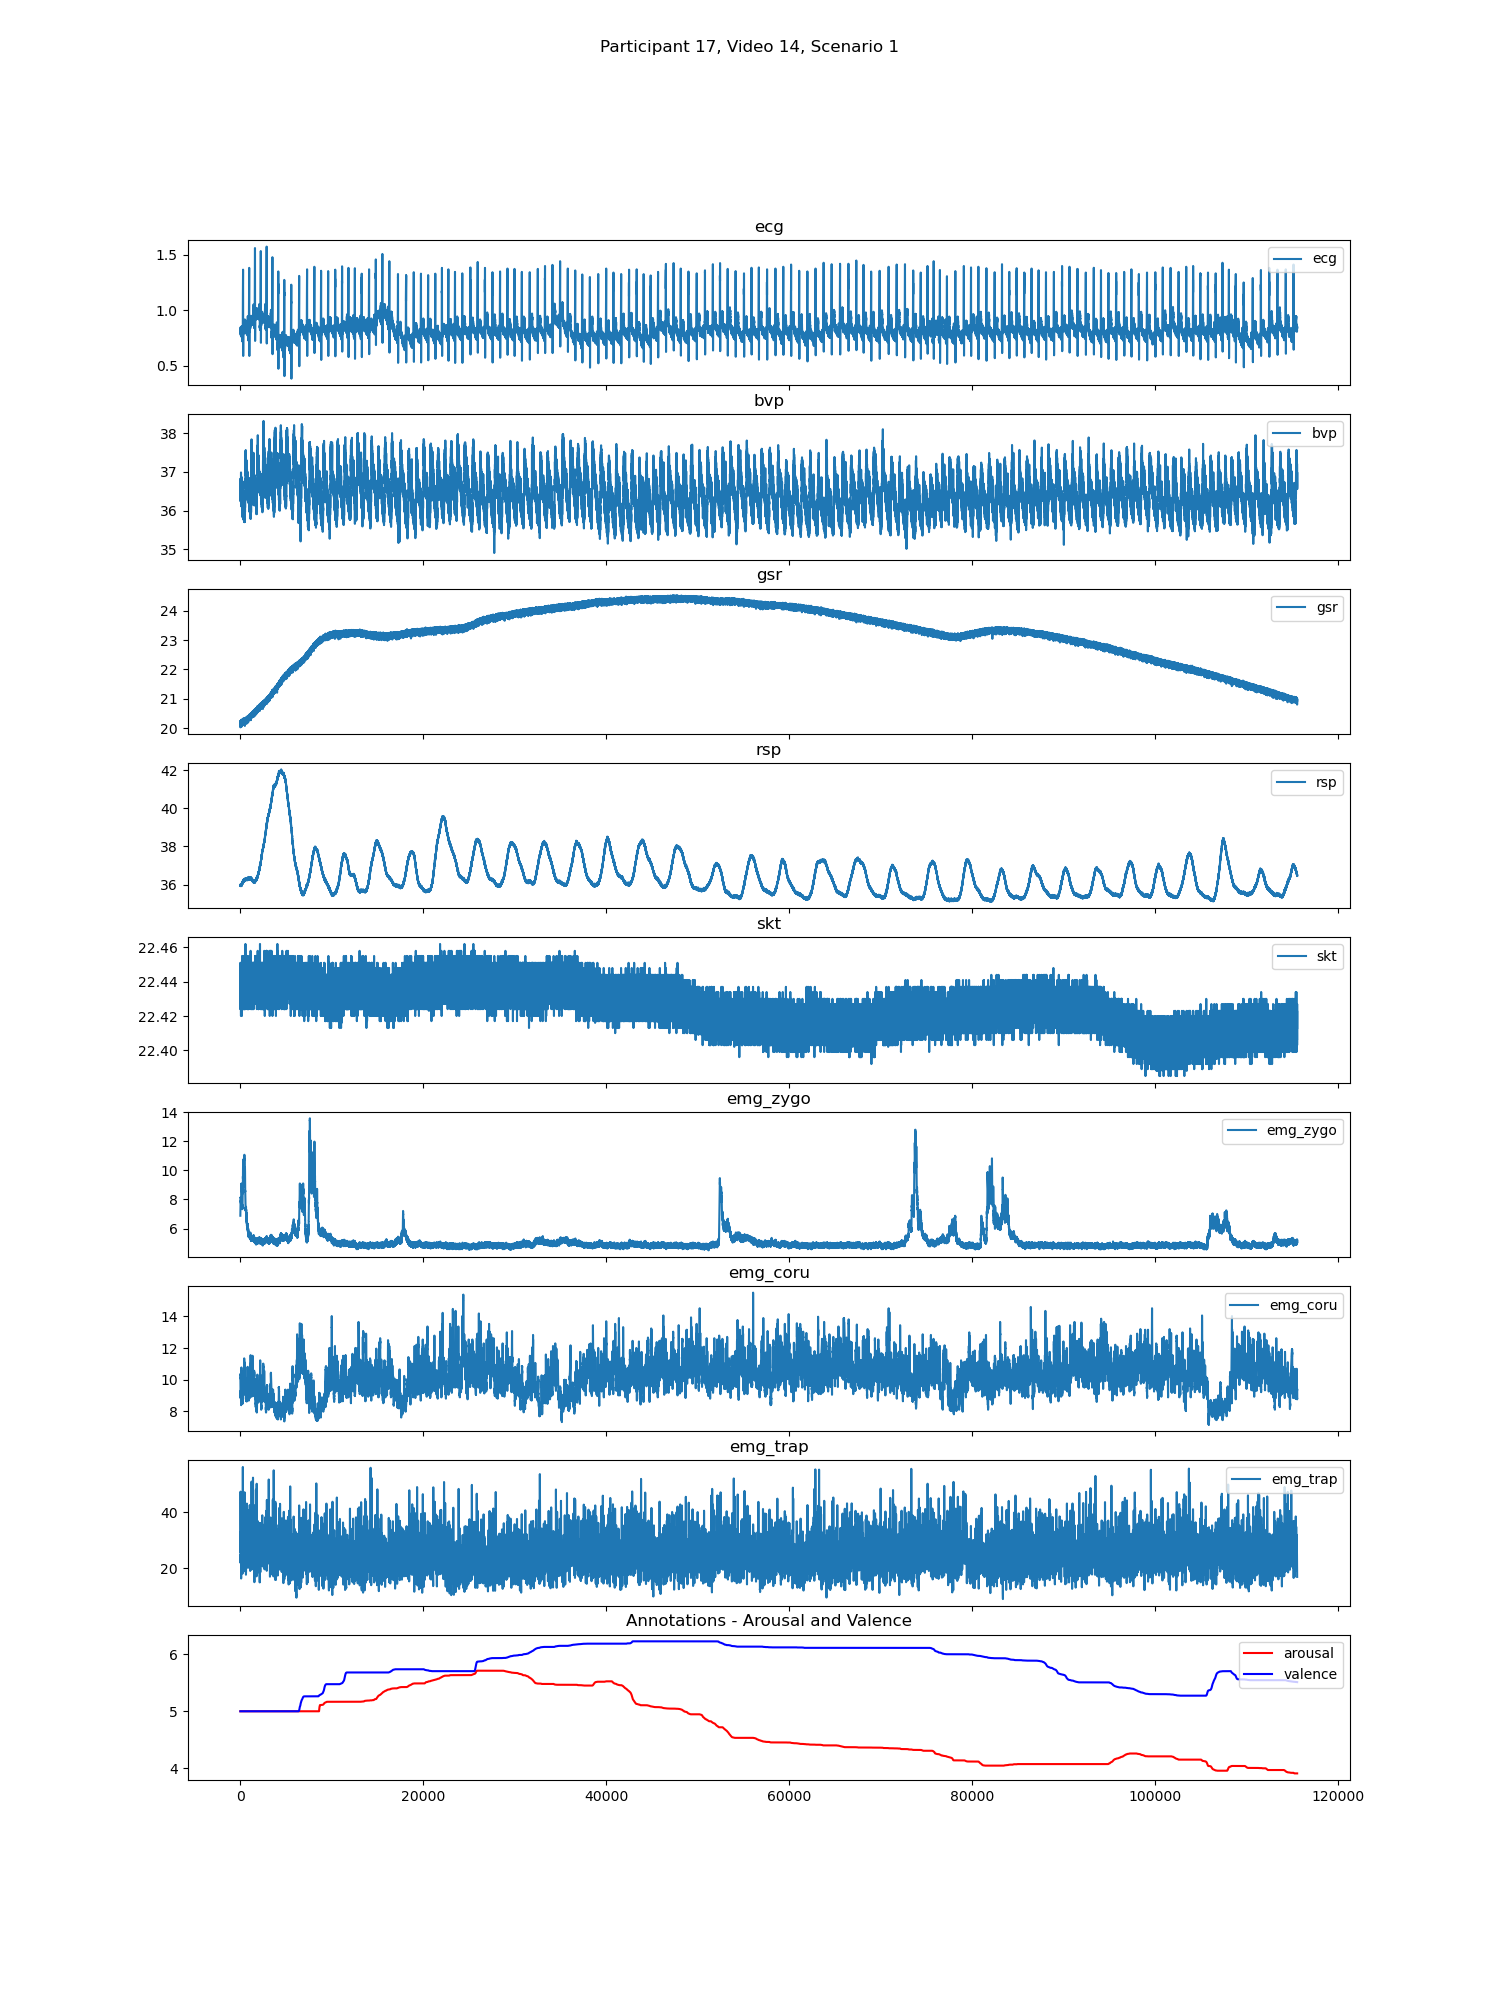 Participant 17, Video 14, Scenario 1
ecg
1.5
1.0
0.5
ecg
bvp
38
37
36
35
bvp
gsr
24
23
22
21
20
gsr
rsp
42
40
38
36
rsp
skt
22.46
22.44
22.42
22.40
skt
emg_zygo
14
12
10
8
6
emg_zygo
emg_coru
14
12
10
8
emg_coru
emg_trap
40
20
emg_trap
Annotations - Arousal and Valence
6
5
4
arousal
valence
0 20000 40000 60000 80000 100000 120000